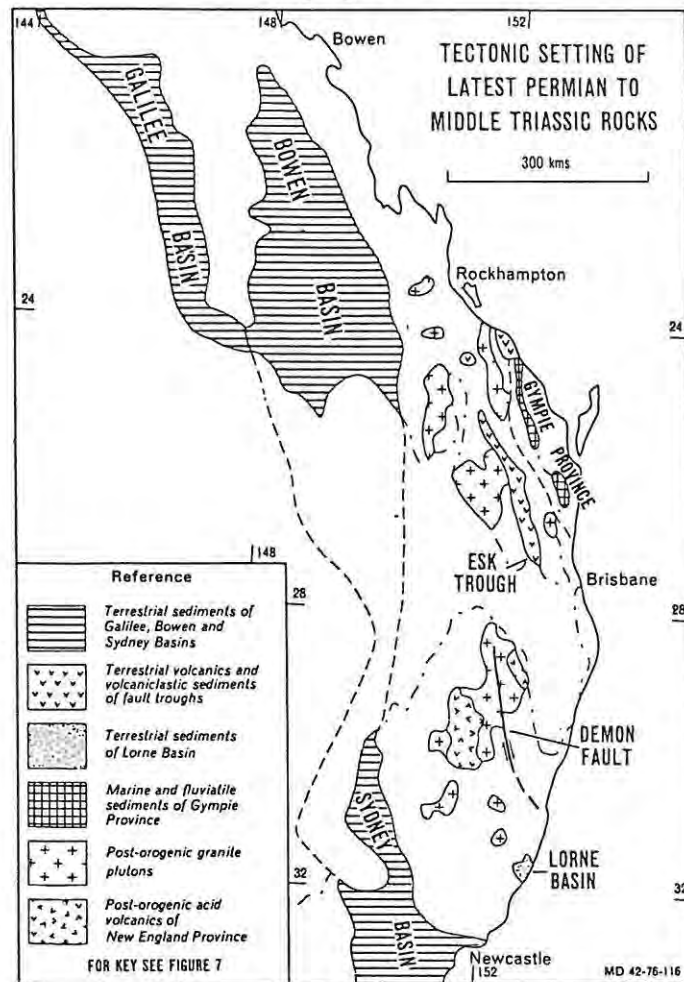 144
148
152
Bowen
TECTONIC SETTING OF
LATEST PERMIAN TO
MIDDLE TRIASSIC ROCKS
300 kms
GALILEE
BASIN
BOWEN
BASIN
Rockhampton
24
24
GYMPIE
PROVINCE
148
ESK
TROUGH
Brisbane
28
28
Reference
Terrestrial sediments of
Galilee, Bowen and
Sydney Basins
Terrestrial volcanics and
volcaniclastic sediments
of fault troughs
Terrestrial sediments
of Lorne Basin
Marine and fluviatile
sediments of Gympie
Province
Post-orogenic granite
plutons
Post-orogenic acid
volcanics of
New England Province
FOR KEY SEE FIGURE 7
DEMON
FAULT
SYDNEY
BASIN
LORNE
BASIN
32
32
Newcastle
152
MD 42-76-116